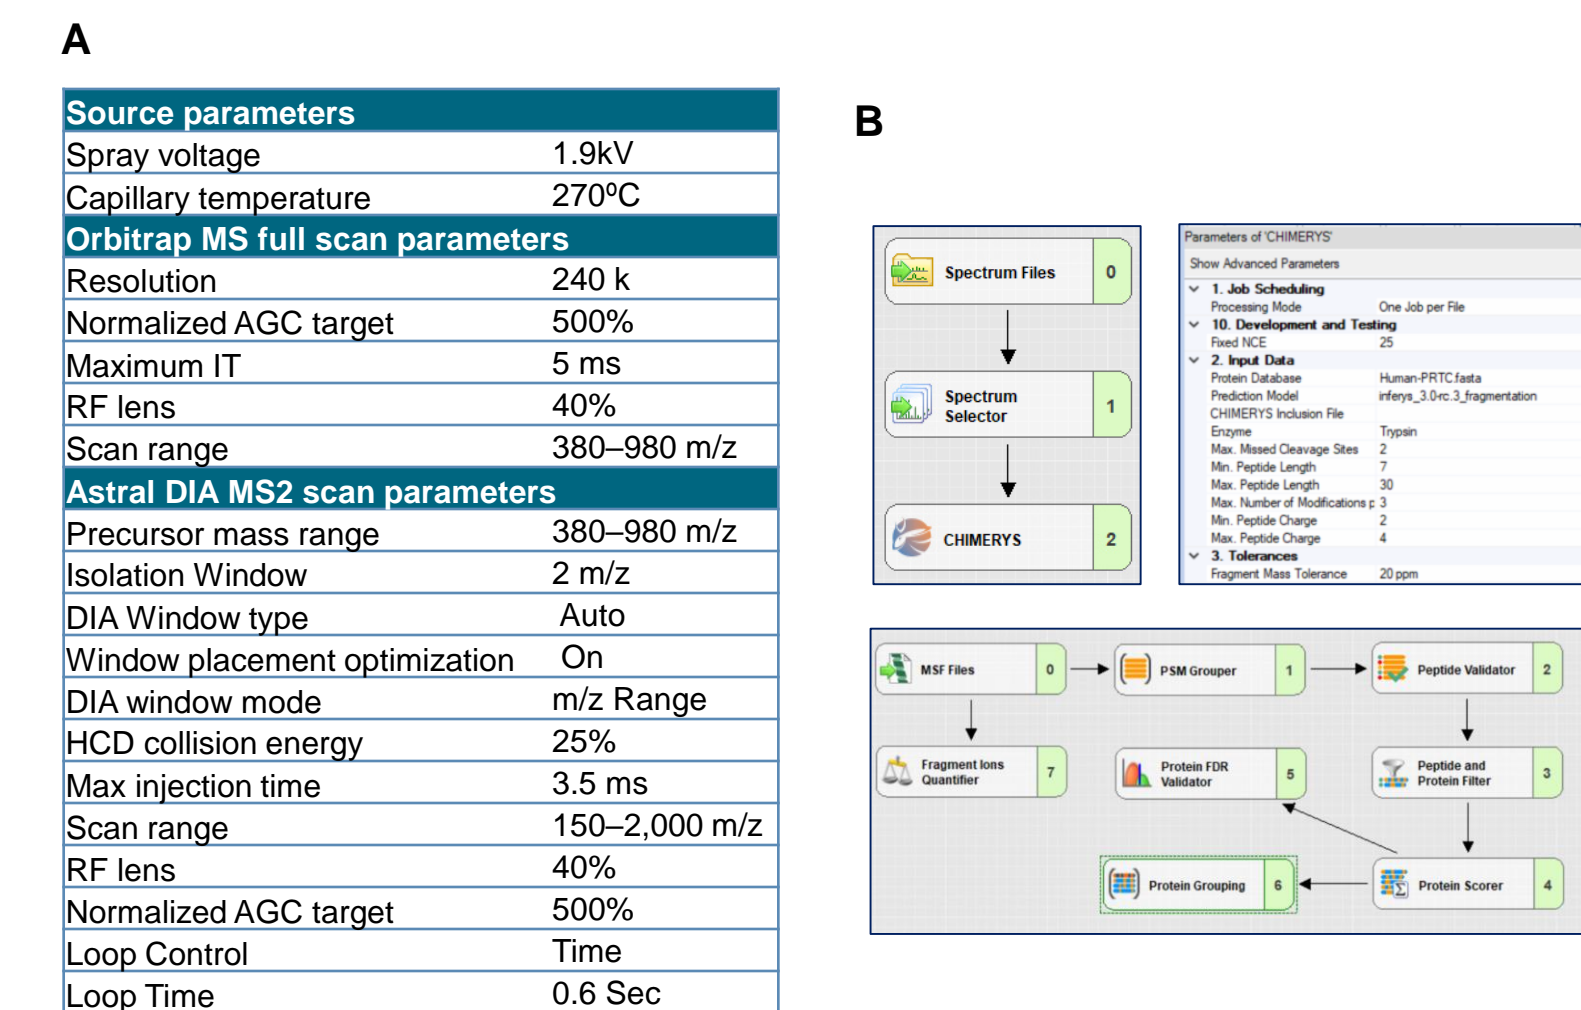 A
Source parameters
Spray voltage 1.9kV
Capillary temperature 270ºC
Orbitrap MS full scan parameters
Resolution 240 k
Normalized AGC target 500%
Maximum IT 5 ms
RF lens 40%
Scan range 380–980 m/z
Astral DIA MS2 scan parameters
Precursor mass range 380–980 m/z
Isolation Window 2 m/z
DIA Window type Auto
Window placement optimization On
DIA window mode m/z Range
HCD collision energy 25%
Max injection time 3.5 ms
Scan range 150–2,000 m/z
RF lens 40%
Normalized AGC target 500%
Loop Control Time
Loop Time 0.6 Sec
B
Spectrum Files 0
Spectrum
Selector 1
CHIMERYS 2
Parameters of 'CHIMERYS'
Show Advanced Parameters
1. Job Scheduling
Processing Mode One Job per File
10. Development and Testing
Fixed NCE 25
2. Input Data
Protein Database Human-PRTC.fasta
Prediction Model inferys_3.0-rc.3_fragmentation
CHIMERYS Inclusion File
Enzyme Trypsin
Max. Missed Cleavage Sites 2
Min. Peptide Length 7
Max. Peptide Length 30
Max. Number of Modifications p 3
Min. Peptide Charge 2
Max. Peptide Charge 4
3. Tolerances
Fragment Mass Tolerance 20 ppm
MSF Files 0
PSM Grouper 1
Peptide Validator 2
Fragment Ions
Quantifier 7
Protein FDR
Validator 5
Peptide and
Protein Filter 3
Protein Grouping 6
Protein Scorer 4